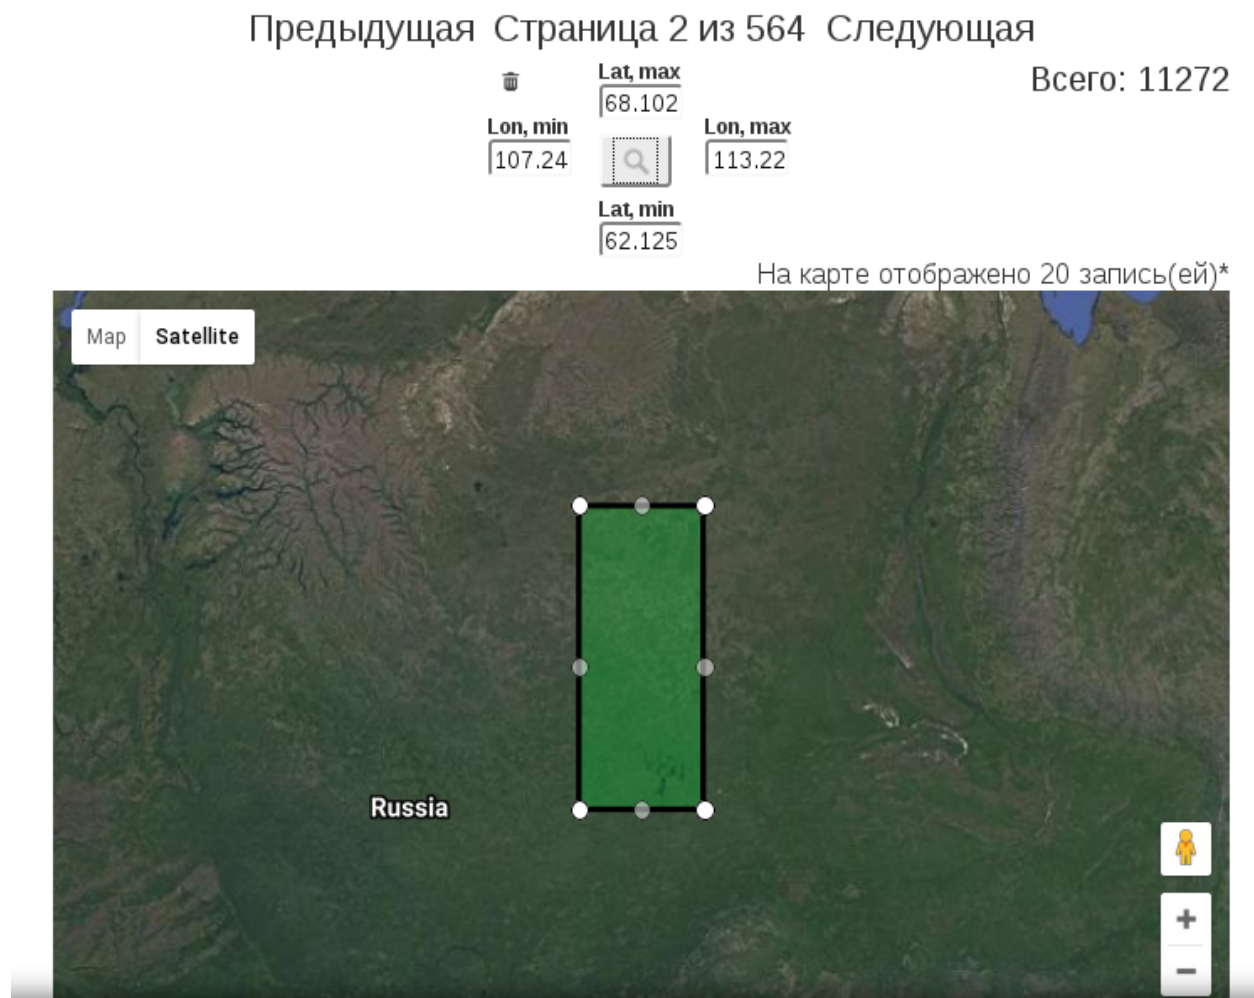 Предыдущая Страница 2 из 564 Следующая
Lat, max
Всего: 11272
68.102
Lon, min
Lon, max
107.24
113.22
Lat, min
62.125
На карте отображено 20 запись(ей)*
Map Satellite
Russia
+
−